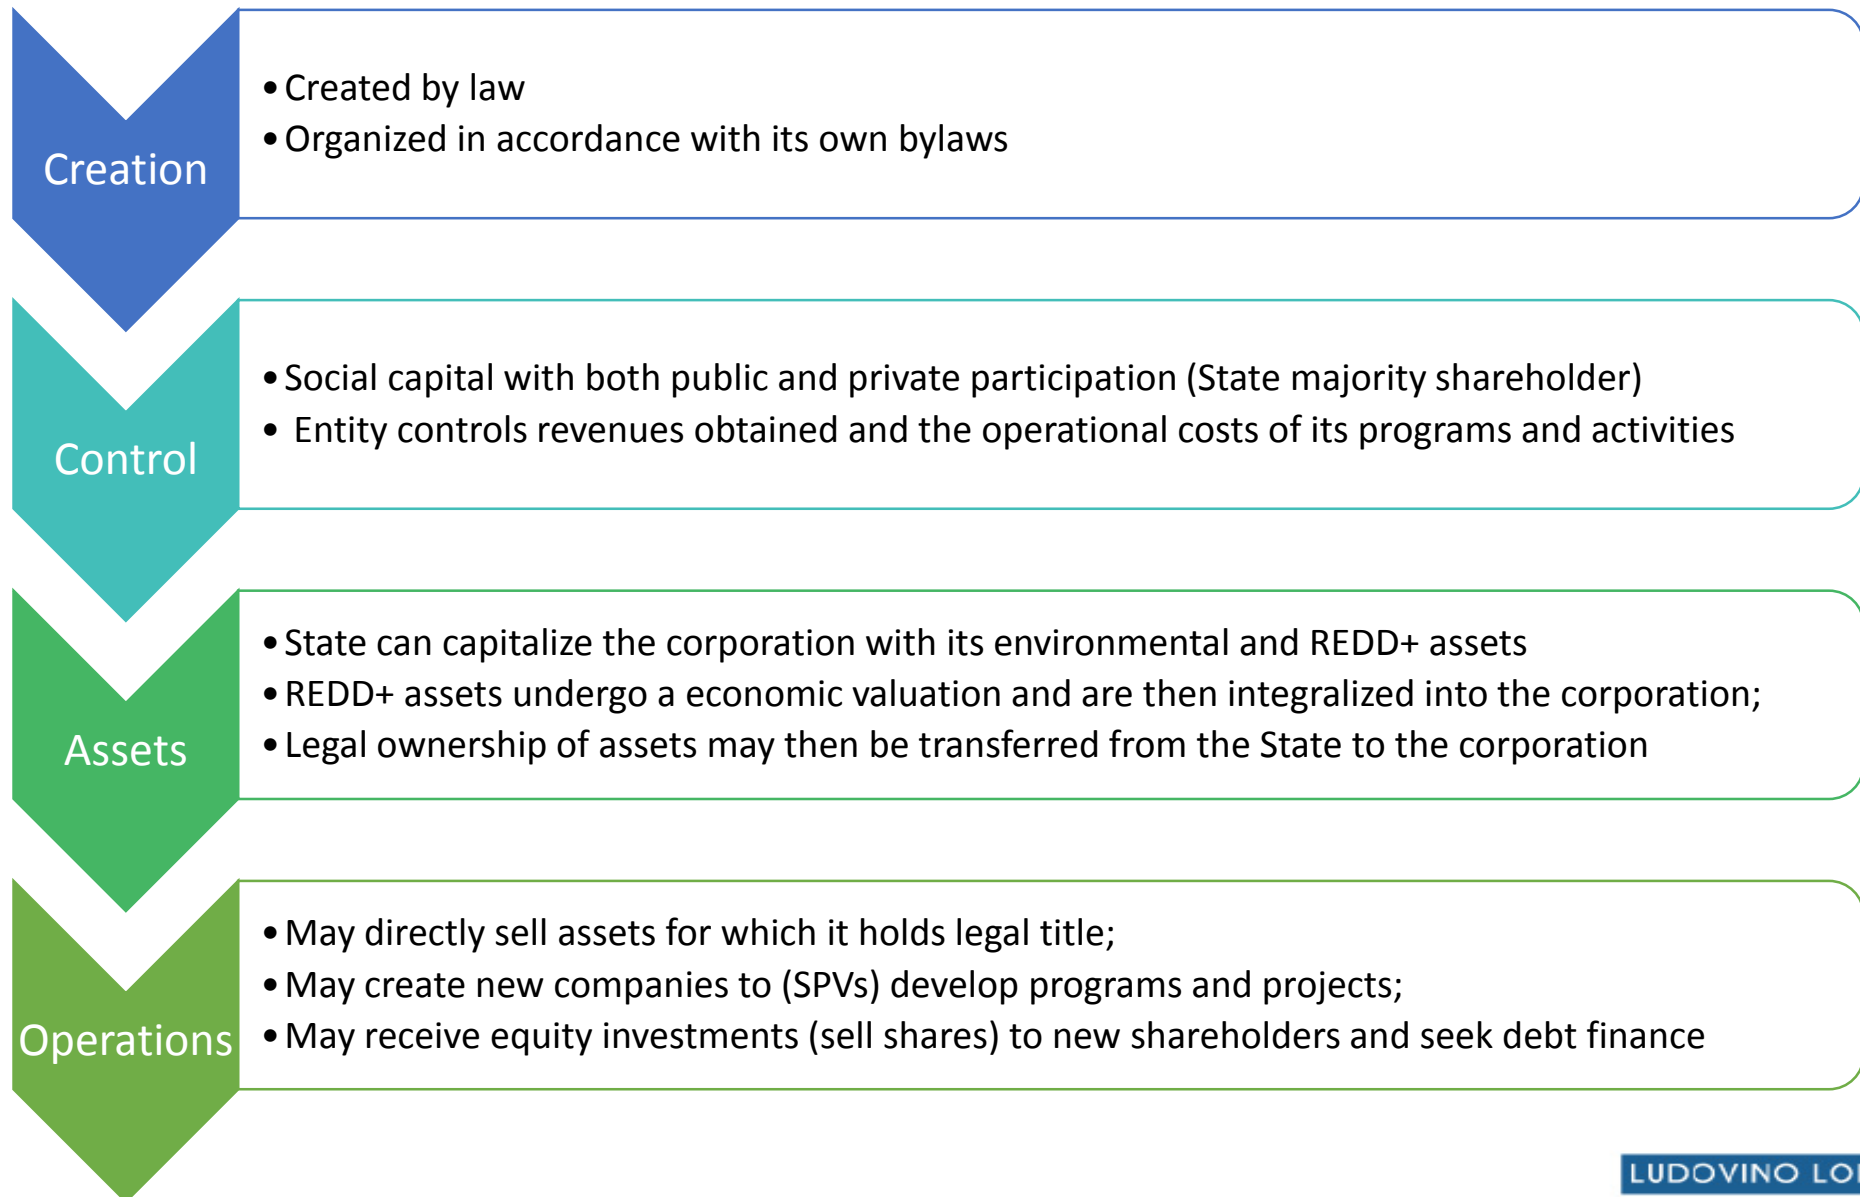 Creation
• Created by law
• Organized in accordance with its own bylaws
Control
• Social capital with both public and private participation (State majority shareholder)
• Entity controls revenues obtained and the operational costs of its programs and activities
Assets
• State can capitalize the corporation with its environmental and REDD+ assets
• REDD+ assets undergo a economic valuation and are then integralized into the corporation;
• Legal ownership of assets may then be transferred from the State to the corporation
Operations
• May directly sell assets for which it holds legal title;
• May create new companies to (SPVs) develop programs and projects;
• May receive equity investments (sell shares) to new shareholders and seek debt finance
LUDOVINO